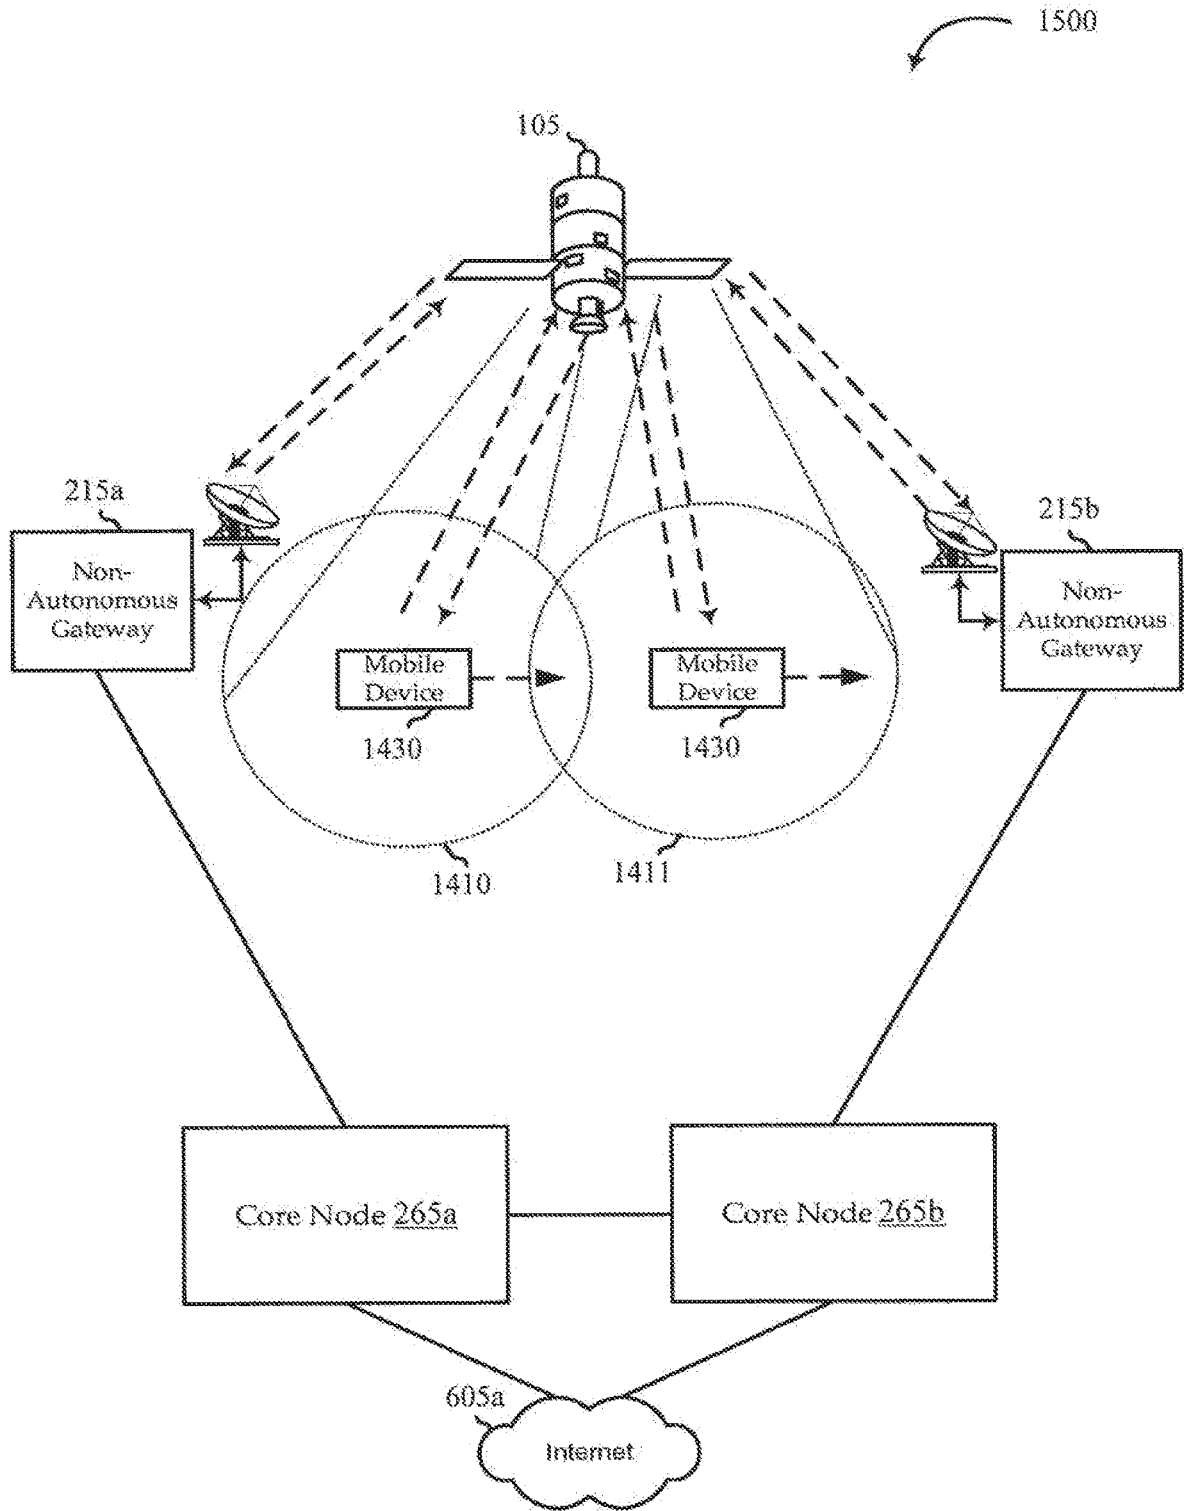 1500
105
215a
Non-
Autonomous
Gateway
215b
Non-
Autonomous
Gateway
Mobile
Device
1430
Mobile
Device
1430
1410
1411
Core Node 265a
Core Node 265b
605a
Internet